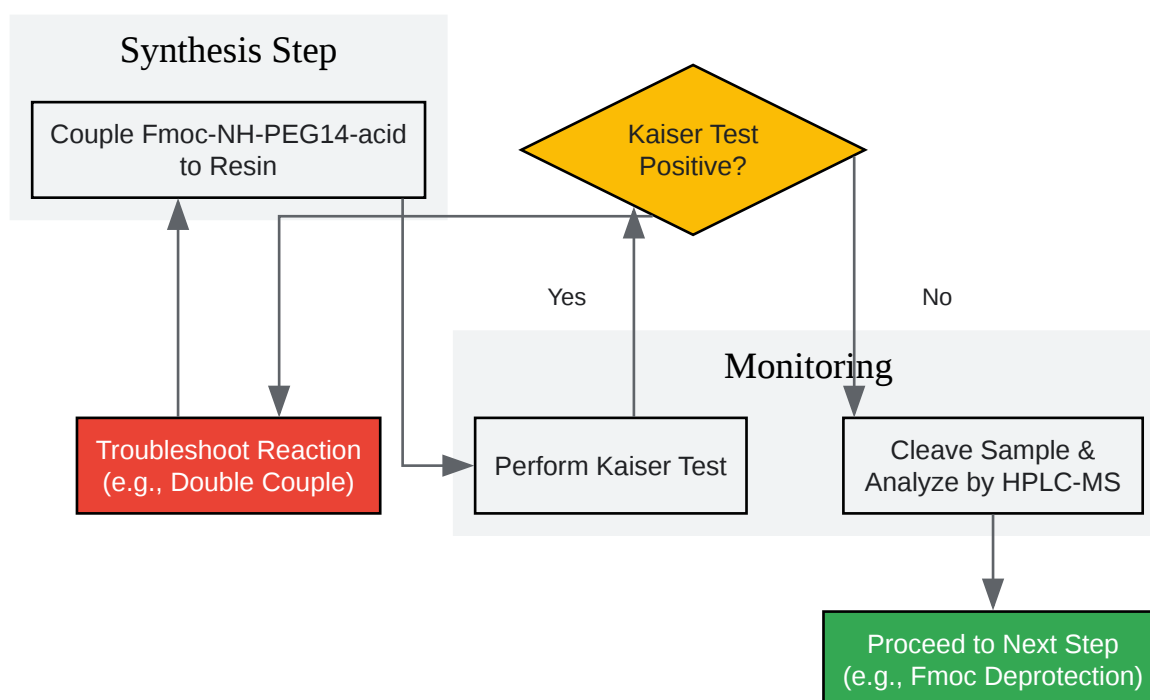 Synthesis Step
Couple Fmoc-NH-PEG14-acid
to Resin
Kaiser Test
Positive?
Yes
No
Monitoring
Troubleshoot Reaction
(e.g., Double Couple)
Perform Kaiser Test
Cleave Sample &
Analyze by HPLC-MS
Proceed to Next Step
(e.g., Fmoc Deprotection)